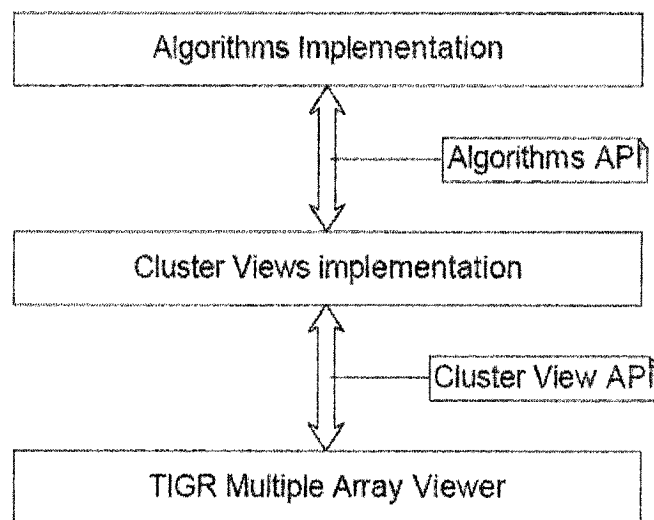 Algorithms Implementation
Algorithms API
Cluster Views implementation
Cluster View API
TIGR Multiple Array Viewer